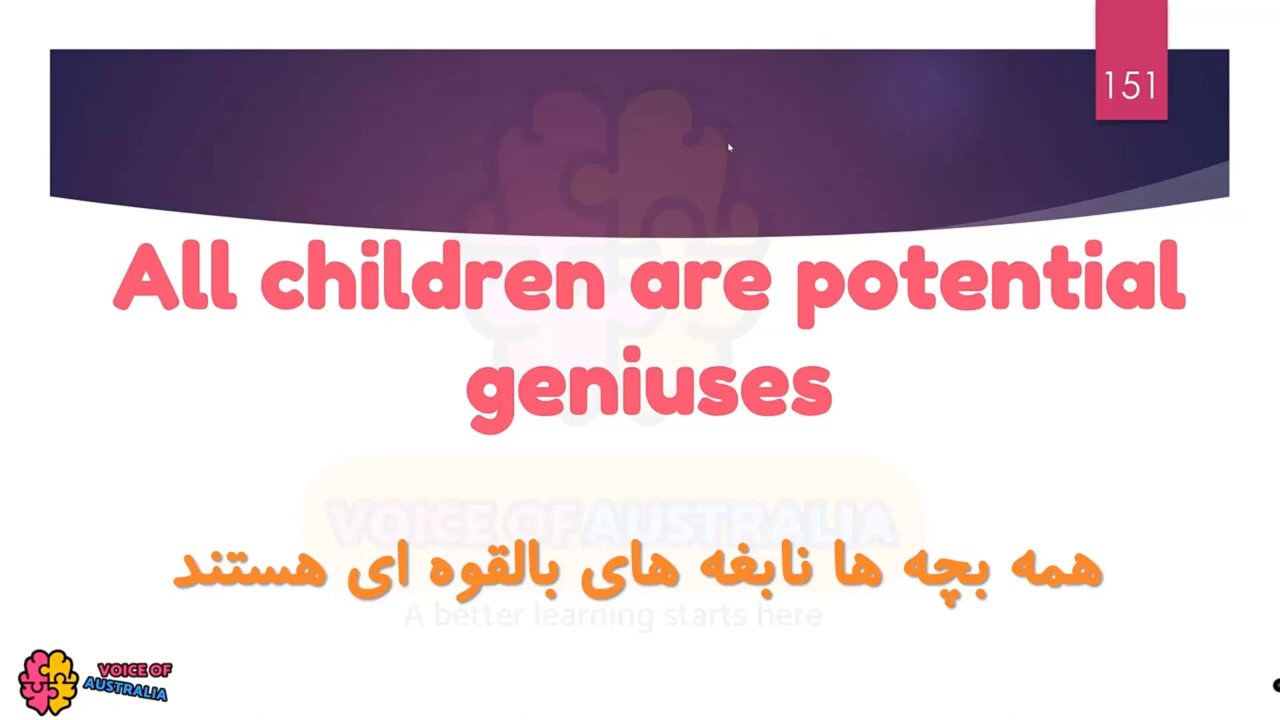 151
All children are potential
geniuses
VOICE OF AUSTRALIA
همه بچه ها نابغه های بالقوه ای هستند
A better learning starts here
VOICE OF
AUSTRALIA